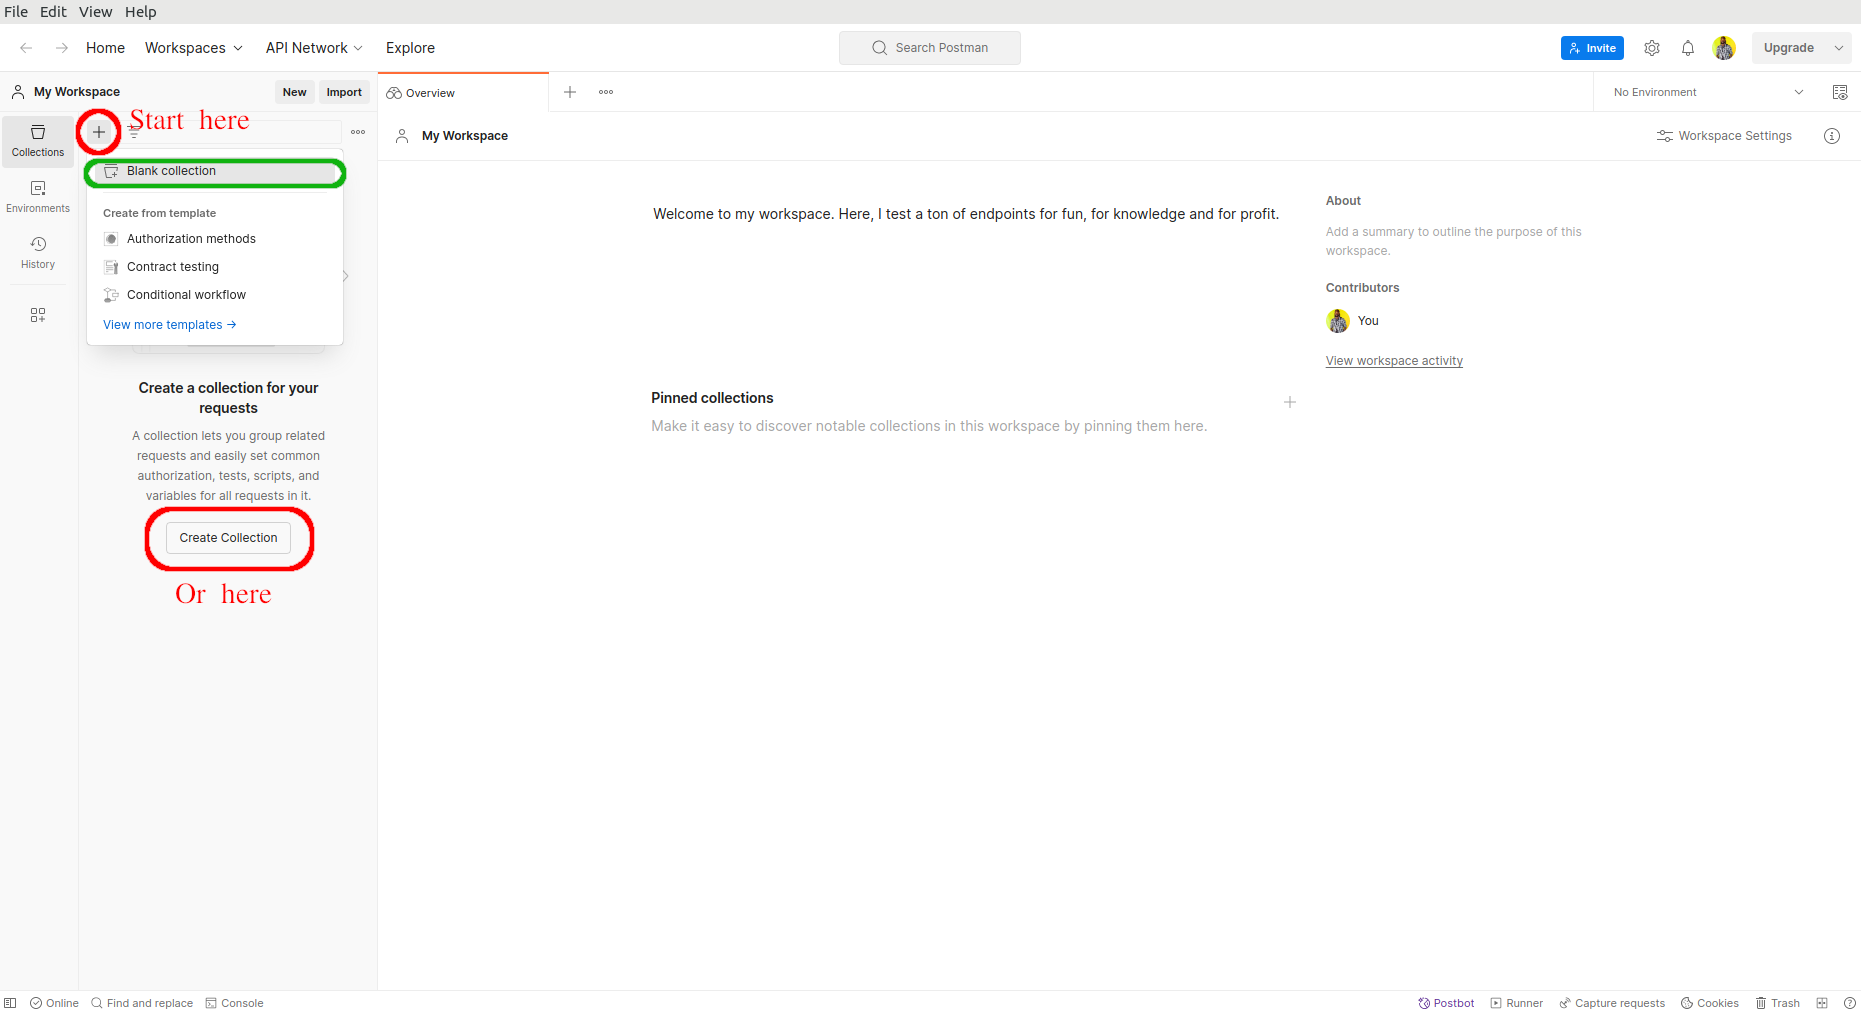 File Edit View Help
Home Workspaces API Network Explore Search Postman Invite Upgrade
My Workspace New Import Overview No Environment
Start here
Collections
My Workspace Workspace Settings
Blank collection
Environments
Create from template
Authorization methods
History
Contract testing
Conditional workflow
View more templates →
Create a collection for your
requests
A collection lets you group related
requests and easily set common
authorization, tests, scripts, and
variables for all requests in it.
Create Collection
Or here
Welcome to my workspace. Here, I test a ton of endpoints for fun, for knowledge and for profit.
Pinned collections
Make it easy to discover notable collections in this workspace by pinning them here.
About
Add a summary to outline the purpose of this
workspace.
Contributors
You
View workspace activity
Online Find and replace Console Postbot Runner Capture requests Cookies Trash